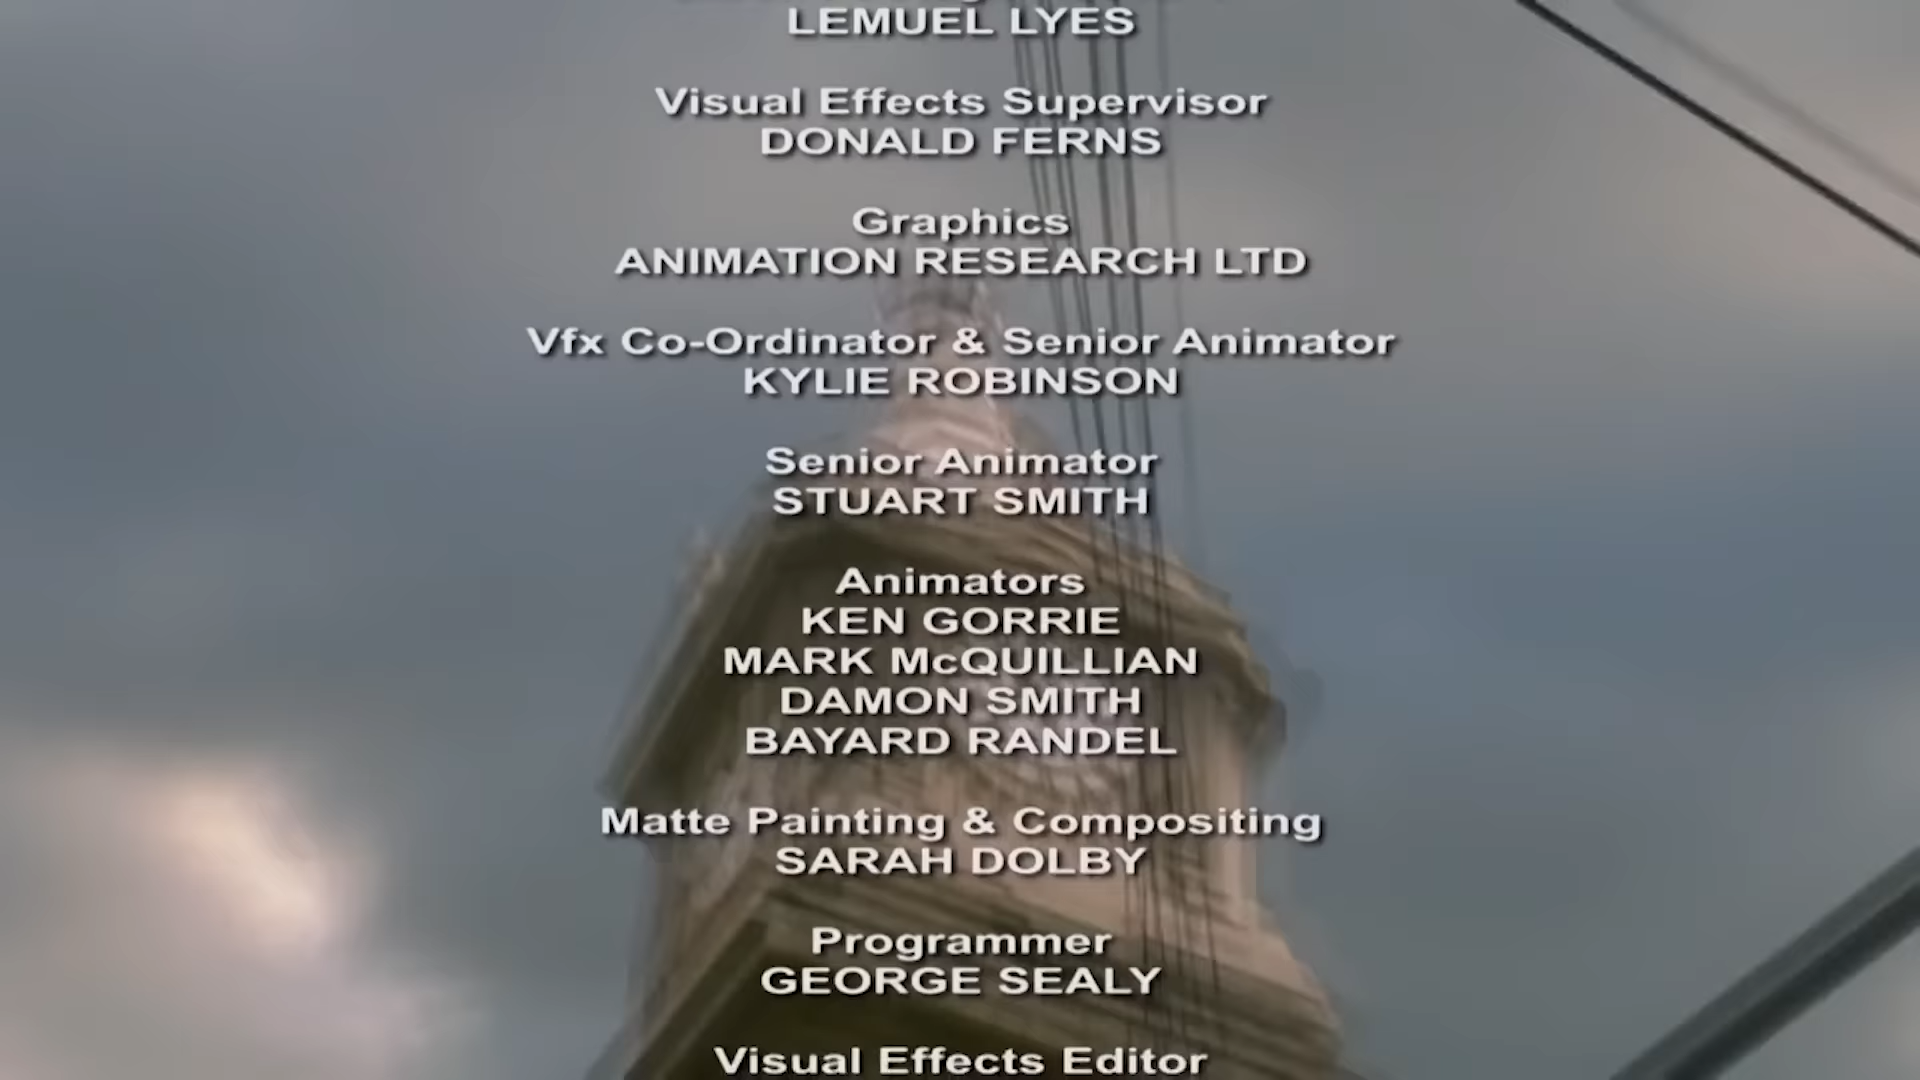 LEMUEL LYES
Visual Effects Supervisor
DONALD FERNS
Graphics
ANIMATION RESEARCH LTD
Vfx Co-Ordinator & Senior Animator
KYLIE ROBINSON
Senior Animator
STUART SMITH
Animators
KEN GORRIE
MARK McQUILLIAN
DAMON SMITH
BAYARD RANDEL
Matte Painting & Compositing
SARAH DOLBY
Programmer
GEORGE SEALY
Visual Effects Editor